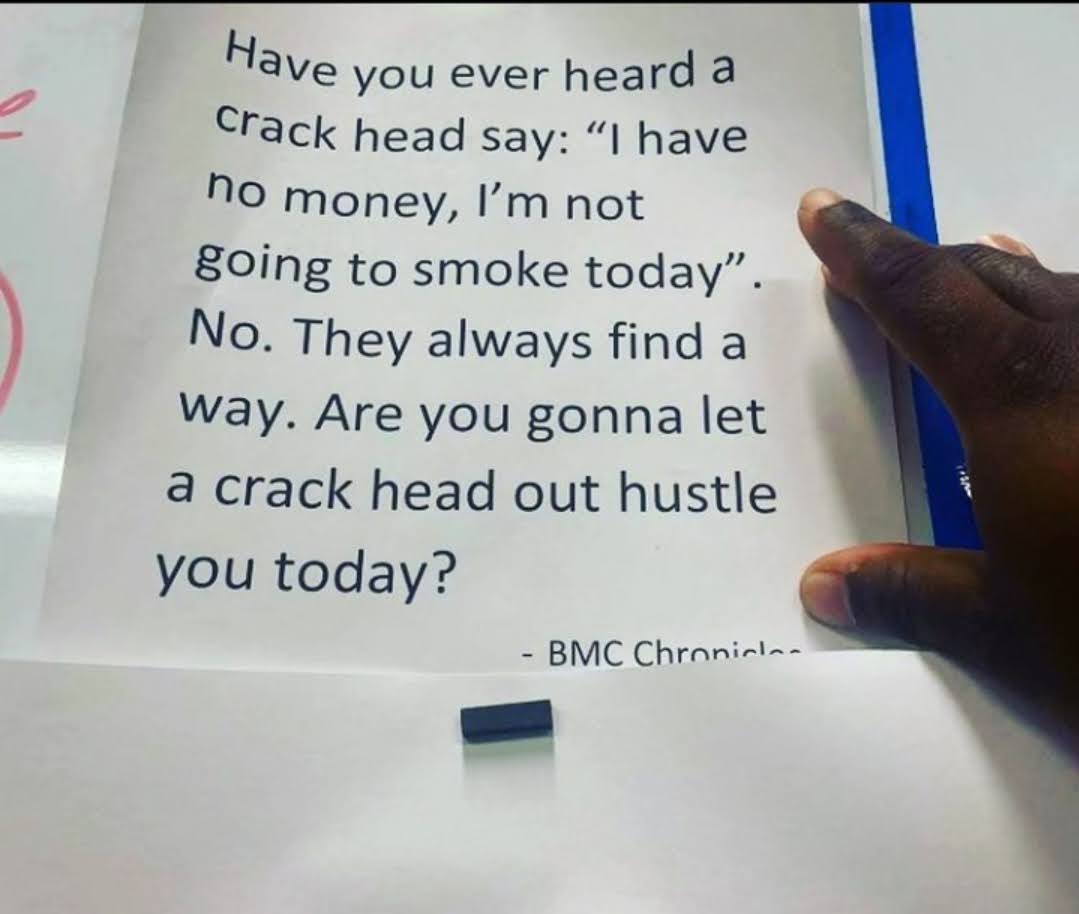 Have you ever heard a
crack head say: “I have
no money, I’m not
going to smoke today”.
No. They always find a
way. Are you gonna let
a crack head out hustle
you today?
- BMC Chronicles